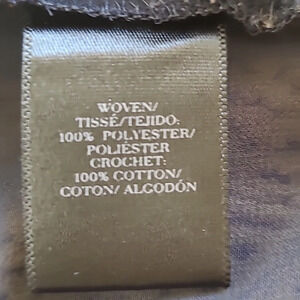 WOVEN/
TISSÉ/TEJIDO:
100% POLYESTER/
POLIÉSTER
CROCHET:
100% COTTON/
COTON/ ALGODÓN